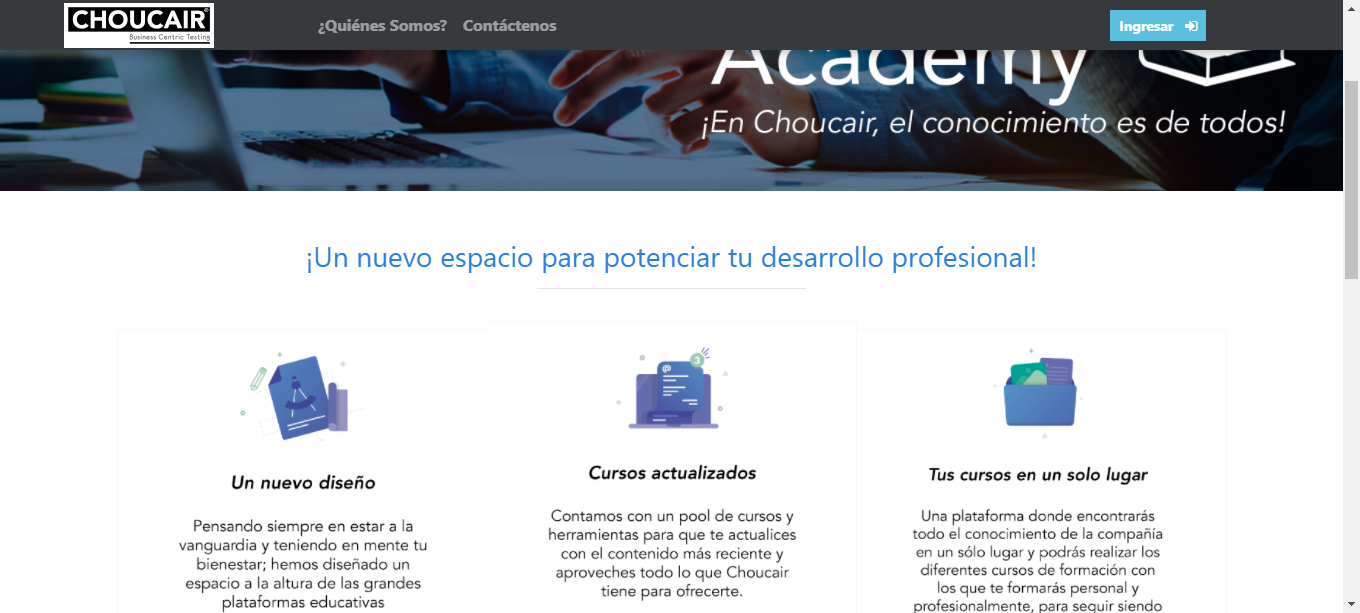 CHOUCAIR®
Business Centric Testing
¿Quiénes Somos? Contáctenos
Ingresar
Academy
¡En Choucair, el conocimiento es de todos!
¡Un nuevo espacio para potenciar tu desarrollo profesional!
Un nuevo diseño
Pensando siempre en estar a la
vanguardia y teniendo en mente tu
bienestar; hemos diseñado un
espacio a la altura de las grandes
plataformas educativas
@
3
Cursos actualizados
Contamos con un pool de cursos y
herramientas para que te actualices
con el contenido más reciente y
aproveches todo lo que Choucair
tiene para ofrecerte.
Tus cursos en un solo lugar
Una plataforma donde encontrarás
todo el conocimiento de la compañía
en un sólo lugar y podrás realizar los
diferentes cursos de formación con
los que te formarás personal y
profesionalmente, para seguir siendo